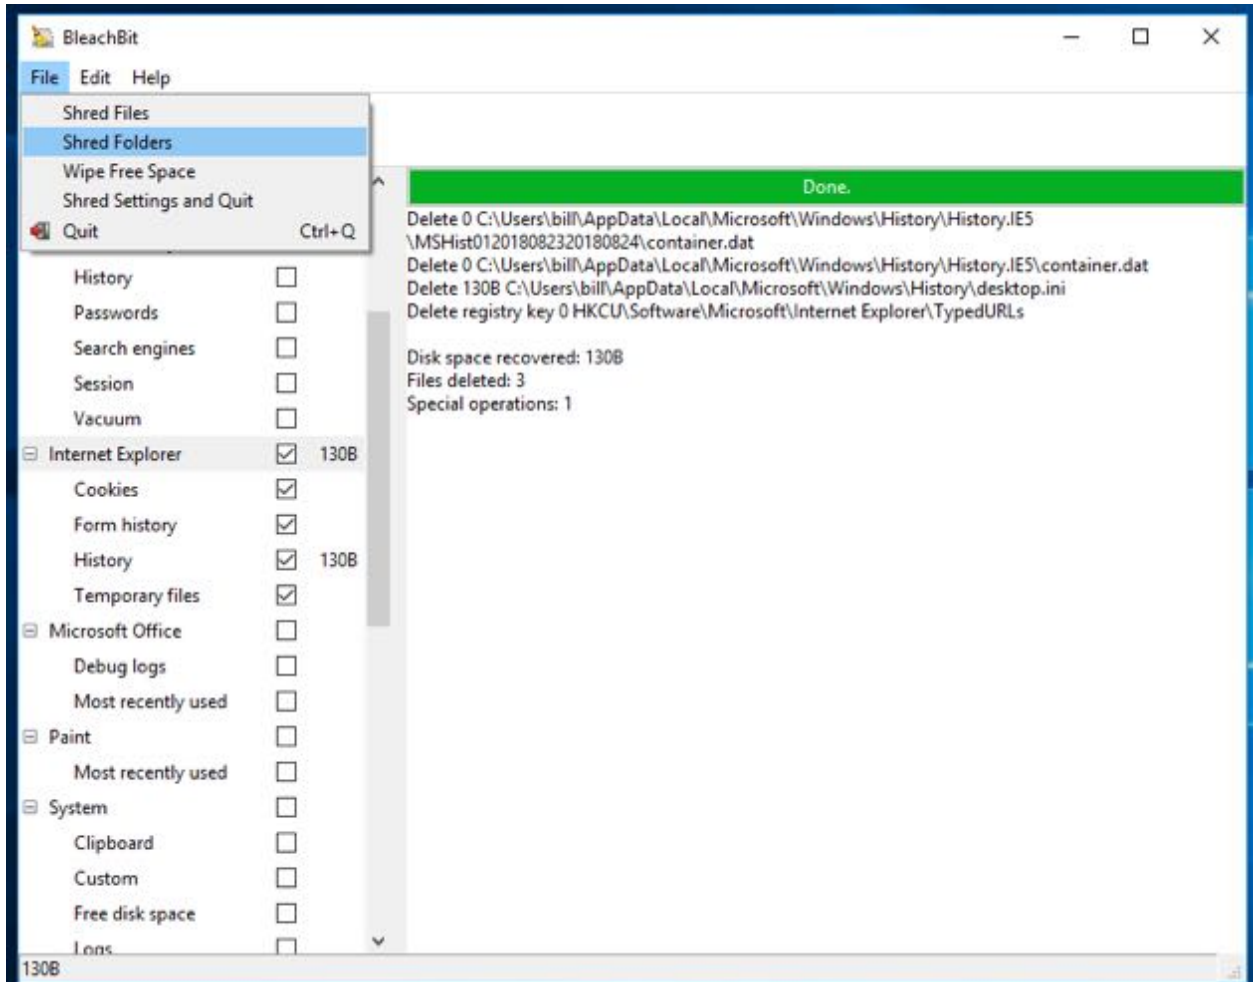 BleachBit
File Edit Help
Shred Files
Shred Folders
Wipe Free Space
Shred Settings and Quit
Quit Ctrl+Q
History
Passwords
Search engines
Session
Vacuum
Internet Explorer 130B
Cookies
Form history
History 130B
Temporary files
Microsoft Office
Debug logs
Most recently used
Paint
Most recently used
System
Clipboard
Custom
Free disk space
Logs
Done.
Delete 0 C:\Users\bill\AppData\Local\Microsoft\Windows\History\History.IE5
\MSHist012018082320180824\container.dat
Delete 0 C:\Users\bill\AppData\Local\Microsoft\Windows\History\History.IE5\container.dat
Delete 130B C:\Users\bill\AppData\Local\Microsoft\Windows\History\desktop.ini
Delete registry key 0 HKCU\Software\Microsoft\Internet Explorer\TypedURLs
Disk space recovered: 130B
Files deleted: 3
Special operations: 1
130B